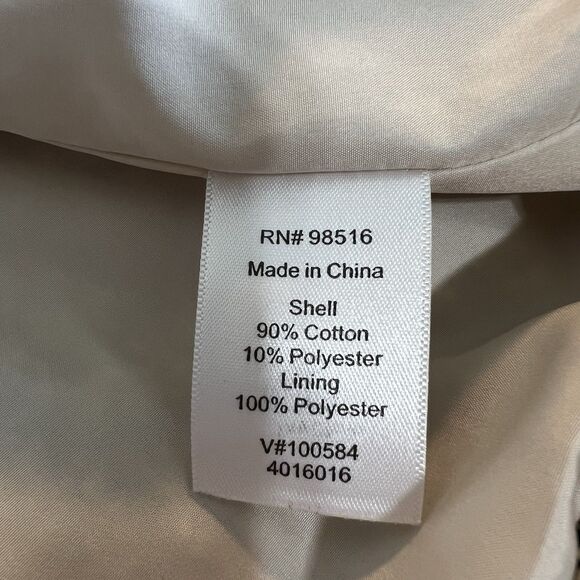 RN# 98516
Made in China
Shell
90% Cotton
10% Polyester
Lining
100% Polyester
V#100584
4016016